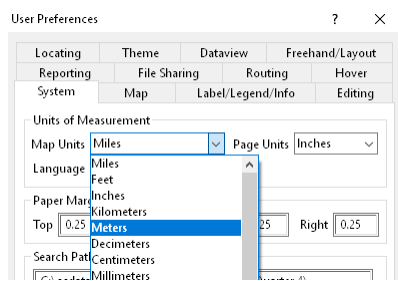 User Preferences ? ×
Locating Theme Dataview Freehand/Layout
Reporting File Sharing Routing Hover
System Map Label/Legend/Info Editing
Units of Measurement
Map Units Miles Page Units Inches
Language Miles
Feet
Inches
Kilometers
Paper Marg
Top 0.25 Meters 25 Right 0.25
Decimeters
Search Pat Centimeters
Millimeters